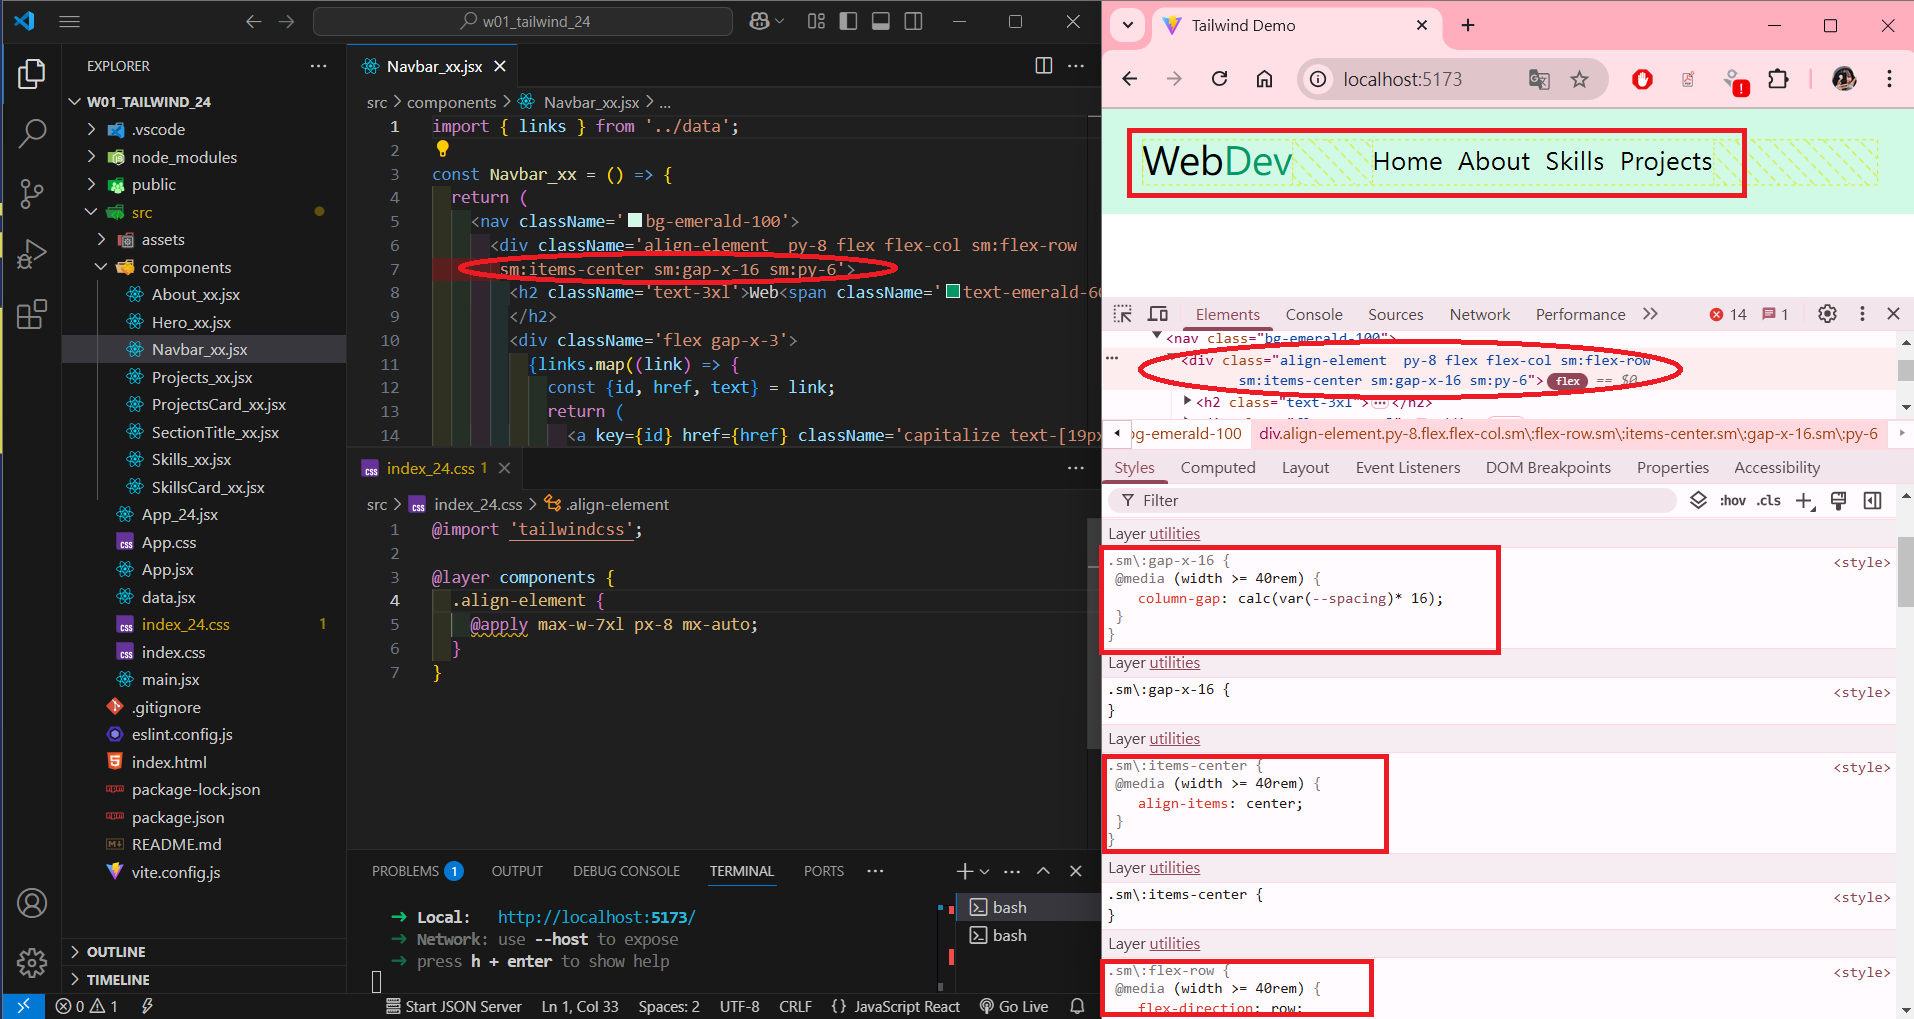 w01_tailwind_24
EXPLORER
W01_TAILWIND_24
.vscode
node_modules
public
src
assets
components
About_xx.jsx
Hero_xx.jsx
Navbar_xx.jsx
Projects_xx.jsx
ProjectsCard_xx.jsx
SectionTitle_xx.jsx
Skills_xx.jsx
SkillsCard_xx.jsx
App_24.jsx
App.css
App.jsx
data.jsx
index_24.css 1
index.css
main.jsx
.gitignore
eslint.config.js
index.html
package-lock.json
package.json
README.md
vite.config.js
OUTLINE
TIMELINE
Navbar_xx.jsx
src > components > Navbar_xx.jsx > ...
1 import { links } from '../data';
2
3 const Navbar_xx = () => {
4 return (
5 <nav className='bg-emerald-100'>
6 <div className='align-element  py-8 flex flex-col sm:flex-row
7 sm:items-center sm:gap-x-16 sm:py-6'>
8 <h2 className='text-3xl'>Web<span className='text-emerald-60
9 </h2>
10 <div className='flex gap-x-3'>
11 {links.map((link) => {
12 const {id, href, text} = link;
13 return (
14 <a key={id} href={href} className='capitalize text-[19px
index_24.css 1
src > index_24.css > .align-element
1 @import 'tailwindcss';
2
3 @layer components {
4 .align-element {
5 @apply max-w-7xl px-8 mx-auto;
6 }
7 }
PROBLEMS 1 OUTPUT DEBUG CONSOLE TERMINAL PORTS
➜ Local: http://localhost:5173/
➜ Network: use --host to expose
➜ press h + enter to show help
bash
bash
0 1 Start JSON Server Ln 1, Col 33 Spaces: 2 UTF-8 CRLF {} JavaScript React Go Live
Tailwind Demo
localhost:5173
WebDev Home About Skills Projects
Elements Console Sources Network Performance 14 1
<nav class="bg-emerald-100">
<div class="align-element  py-8 flex flex-col sm:flex-row
sm:items-center sm:gap-x-16 sm:py-6"> flex == $0
<h2 class="text-3xl">…</h2>
bg-emerald-100 div.align-element.py-8.flex.flex-col.sm\:flex-row.sm\:items-center.sm\:gap-x-16.sm\:py-6
Styles Computed Layout Event Listeners DOM Breakpoints Properties Accessibility
Filter :hov .cls
Layer utilities
.sm\:gap-x-16 { <style>
@media (width >= 40rem) {
column-gap: calc(var(--spacing)* 16);
}
}
Layer utilities
.sm\:gap-x-16 { <style>
}
Layer utilities
.sm\:items-center { <style>
@media (width >= 40rem) {
align-items: center;
}
}
Layer utilities
.sm\:items-center { <style>
}
Layer utilities
.sm\:flex-row { <style>
@media (width >= 40rem) {
flex-direction: row;